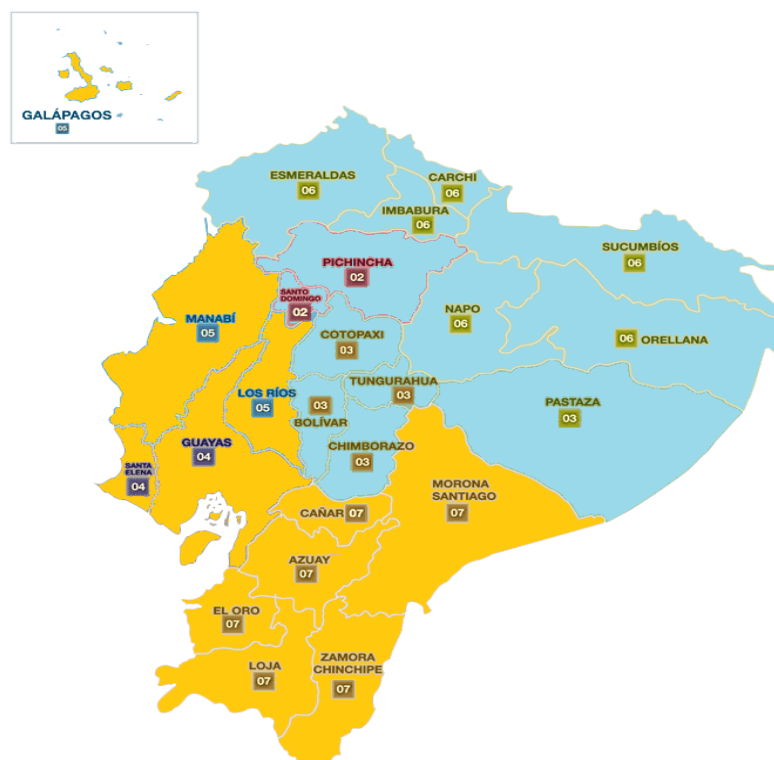 GALÁPAGOS
05
ESMERALDAS
06
CARCHI
06
IMBABURA
06
SUCUMBÍOS
06
PICHINCHA
02
SANTO
DOMINGO
02
NAPO
06
MANABÍ
05
COTOPAXI
03
06 ORELLANA
TUNGURAHUA
03
LOS RÍOS
05
03
BOLÍVAR
PASTAZA
03
GUAYAS
04
CHIMBORAZO
03
SANTA
ELENA
04
MORONA
SANTIAGO
07
CAÑAR 07
AZUAY
07
EL ORO
07
LOJA
07
ZAMORA
CHINCHIPE
07